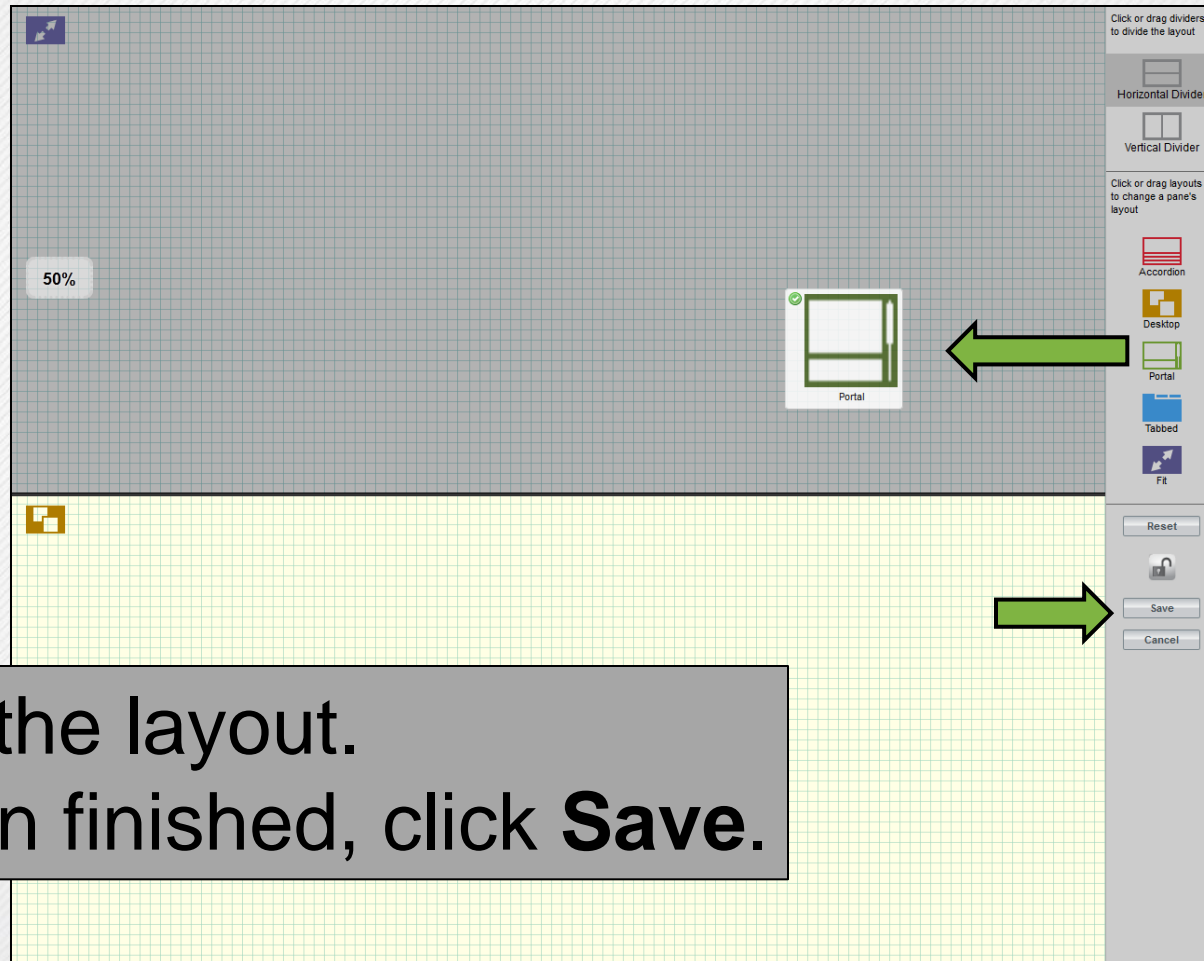 Click or drag dividers
to divide the layout
Horizontal Divider
Vertical Divider
Click or drag layouts
to change a pane's
layout
Accordion
Desktop
Portal
Tabbed
Fit
Reset
Save
Cancel
50%
Portal
the layout.
n finished, click Save.